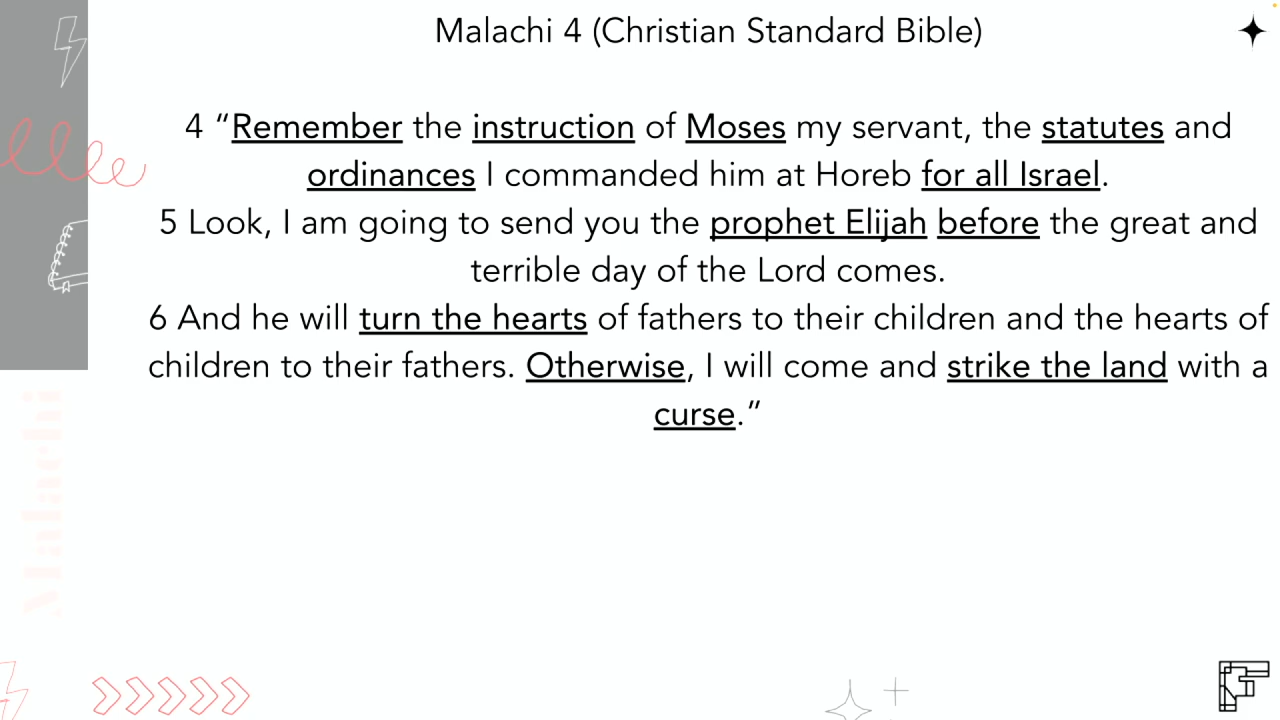 Malachi 4 (Christian Standard Bible)
4 “Remember the instruction of Moses my servant, the statutes and
ordinances I commanded him at Horeb for all Israel.
5 Look, I am going to send you the prophet Elijah before the great and
terrible day of the Lord comes.
6 And he will turn the hearts of fathers to their children and the hearts of
children to their fathers. Otherwise, I will come and strike the land with a
curse.”
Malachi